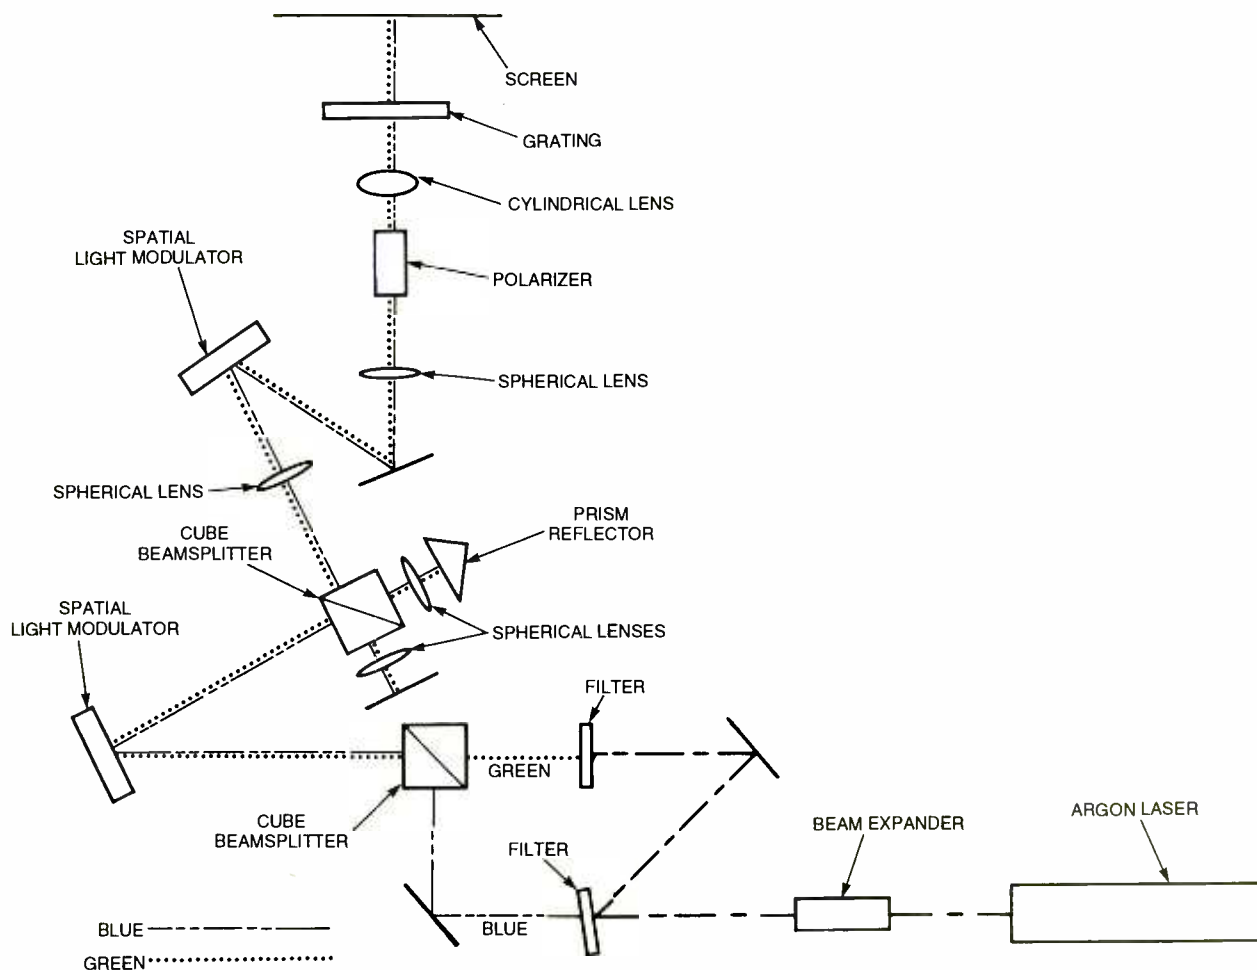 SCREEN
GRATING
CYLINDRICAL LENS
SPATIAL
LIGHT MODULATOR
POLARIZER
SPHERICAL LENS
SPHERICAL LENS
PRISM
REFLECTOR
CUBE
BEAMSPLITTER
SPATIAL
LIGHT MODULATOR
SPHERICAL LENSES
FILTER
GREEN
CUBE
BEAMSPLITTER
BEAM EXPANDER
ARGON LASER
FILTER
BLUE
BLUE
GREEN